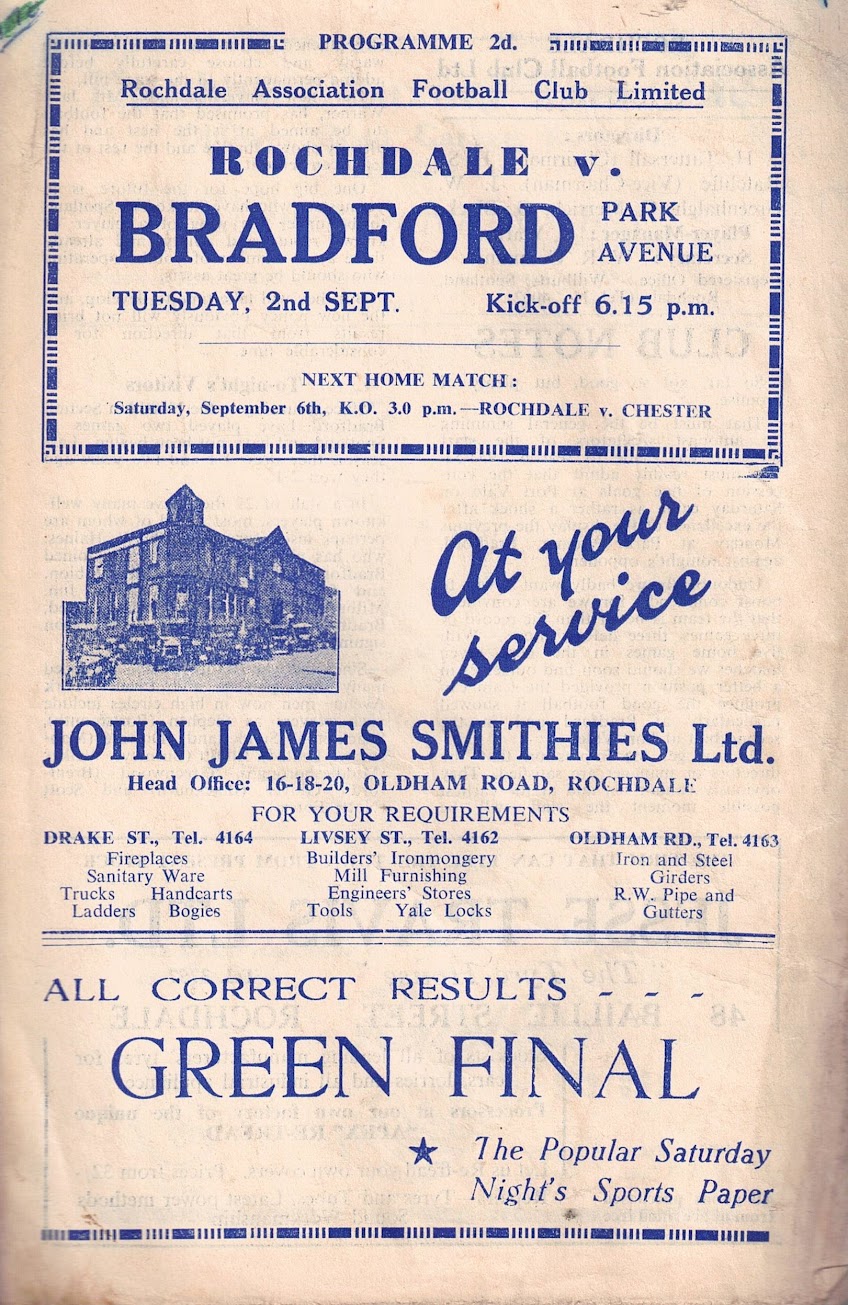 PROGRAMME 2d.
Rochdale Association Football Club Limited
ROCHDALE v.
BRADFORD PARK AVENUE
TUESDAY, 2nd SEPT. Kick-off 6.15 p.m.
NEXT HOME MATCH:
Saturday, September 6th, K.O. 3.0 p.m.—ROCHDALE v. CHESTER
At your
service
JOHN JAMES SMITHIES Ltd.
Head Office: 16-18-20, OLDHAM ROAD, ROCHDALE
FOR YOUR REQUIREMENTS
DRAKE ST., Tel. 4164
Fireplaces
Sanitary Ware
Trucks Handcarts
Ladders Bogies
LIVSEY ST., Tel. 4162
Builders' Ironmongery
Mill Furnishing
Engineers' Stores
Tools Yale Locks
OLDHAM RD., Tel. 4163
Iron and Steel
Girders
R.W. Pipe and
Gutters
ALL CORRECT RESULTS - - -
GREEN FINAL
★ The Popular Saturday
Night's Sports Paper